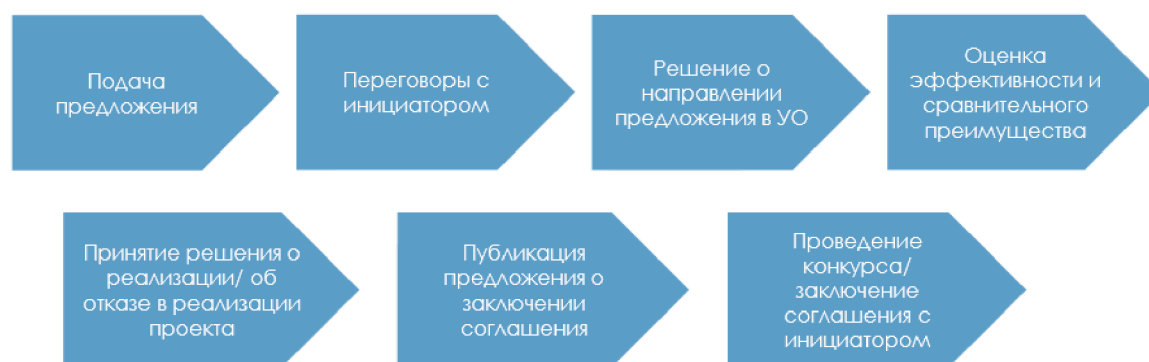 Подача
предложения
Переговоры с
инициатором
Решение о
направлении
предложения в УО
Оценка
эффективности и
сравнительного
преимущества
Принятие решения о
реализации/ об
отказе в реализации
проекта
Публикация
предложения о
заключении
соглашения
Проведение
конкурса/
заключение
соглашения с
инициатором